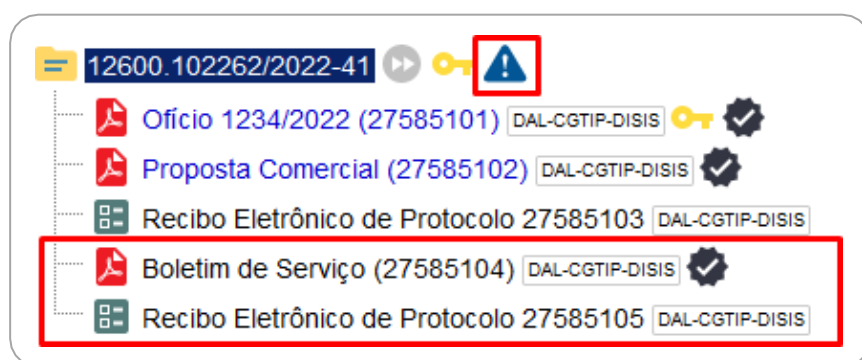 12600.102262/2022-41
Ofício 1234/2022 (27585101) DAL-CGTIP-DISIS
Proposta Comercial (27585102) DAL-CGTIP-DISIS
Recibo Eletrônico de Protocolo 27585103 DAL-CGTIP-DISIS
Boletim de Serviço (27585104) DAL-CGTIP-DISIS
Recibo Eletrônico de Protocolo 27585105 DAL-CGTIP-DISIS